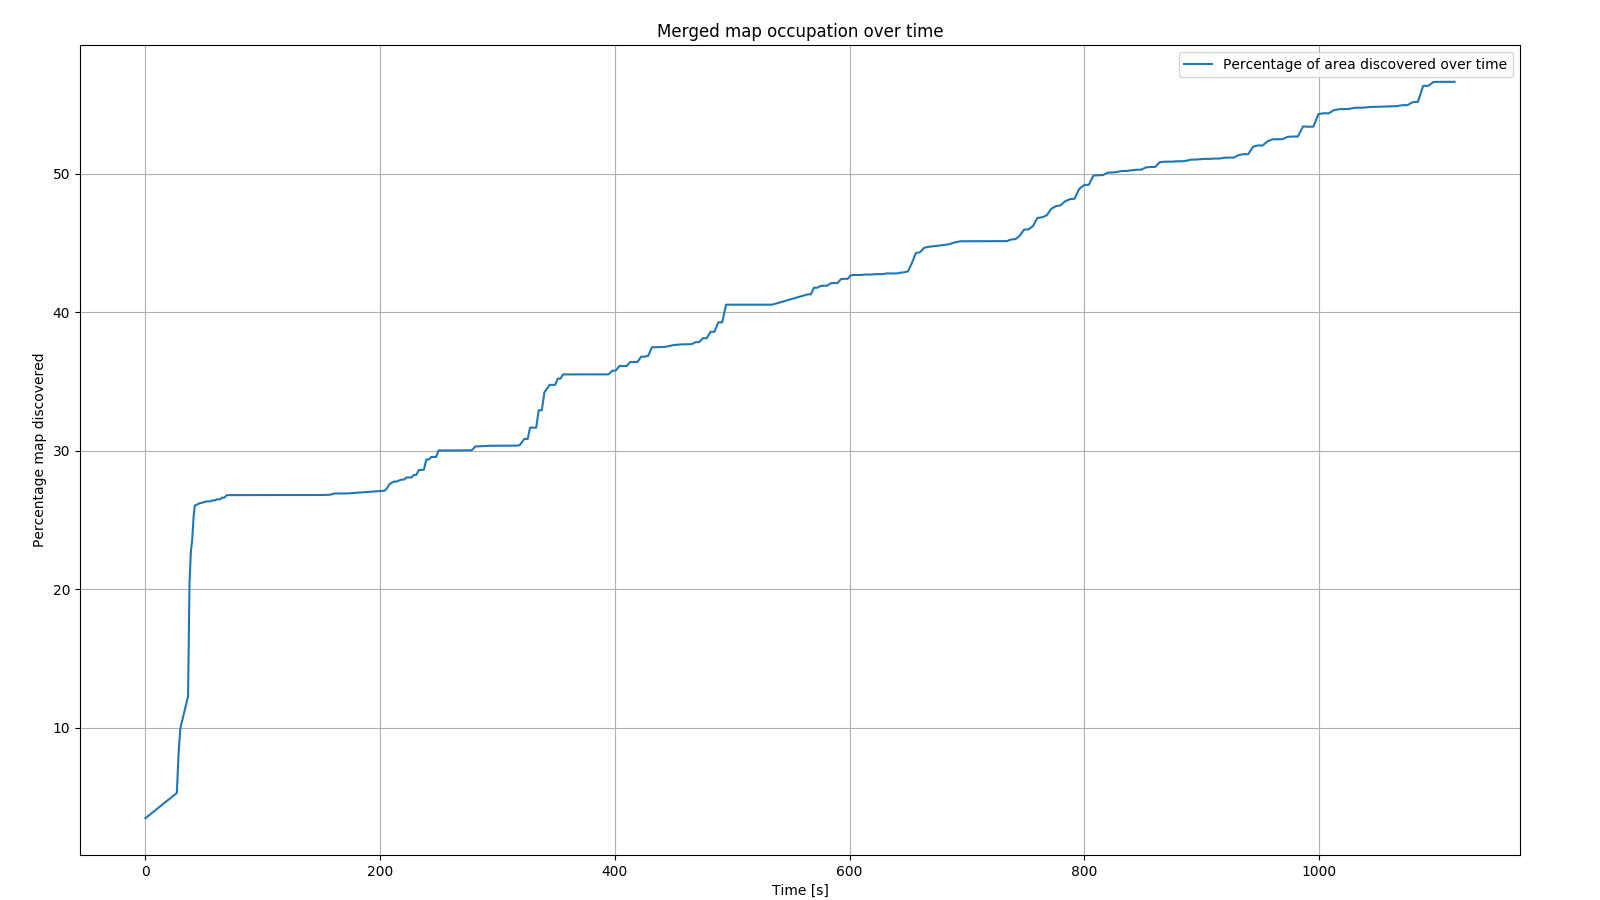 Merged map occupation over time
Percentage of area discovered over time
Percentage map discovered
50
40
30
20
10
0 200 400 600 800 1000
Time [s]